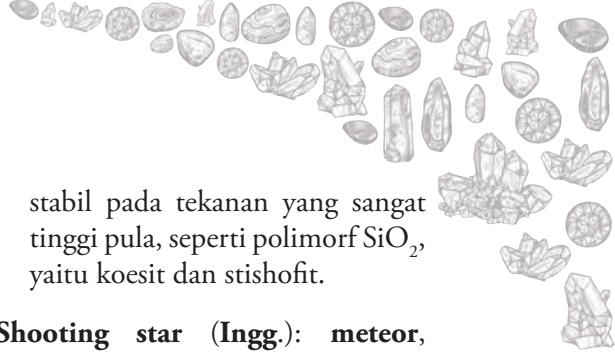 stabil pada tekanan yang sangat
tinggi pula, seperti polimorf SiO₂,
yaitu koesit dan stishofit.
Shooting star (Ingg.): meteor,